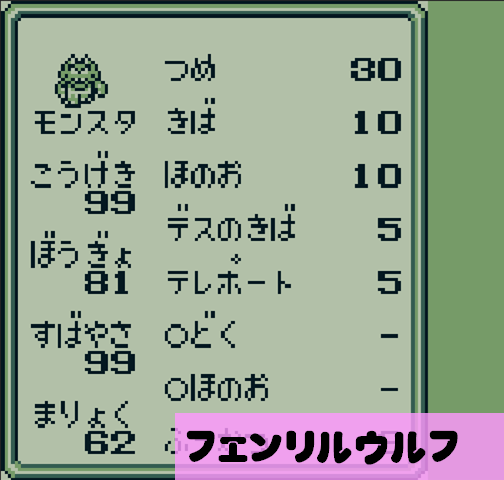 モンスタ
こうげき
99
ぼうぎょ
81
すばやさ
99
まりょく
62
つめ 30
きば 10
ほのお 10
デスのきば 5
テレポート 5
○どく -
○ほのお -
フェンリルウルフ